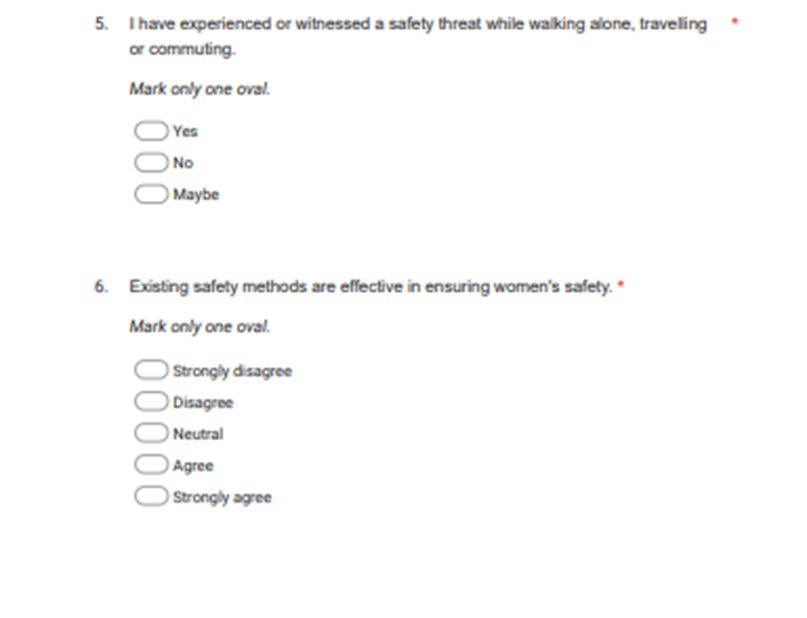 5. I have experienced or witnessed a safety threat while walking alone, travelling *
or commuting.
Mark only one oval.
Yes
No
Maybe
6. Existing safety methods are effective in ensuring women's safety. *
Mark only one oval.
Strongly disagree
Disagree
Neutral
Agree
Strongly agree